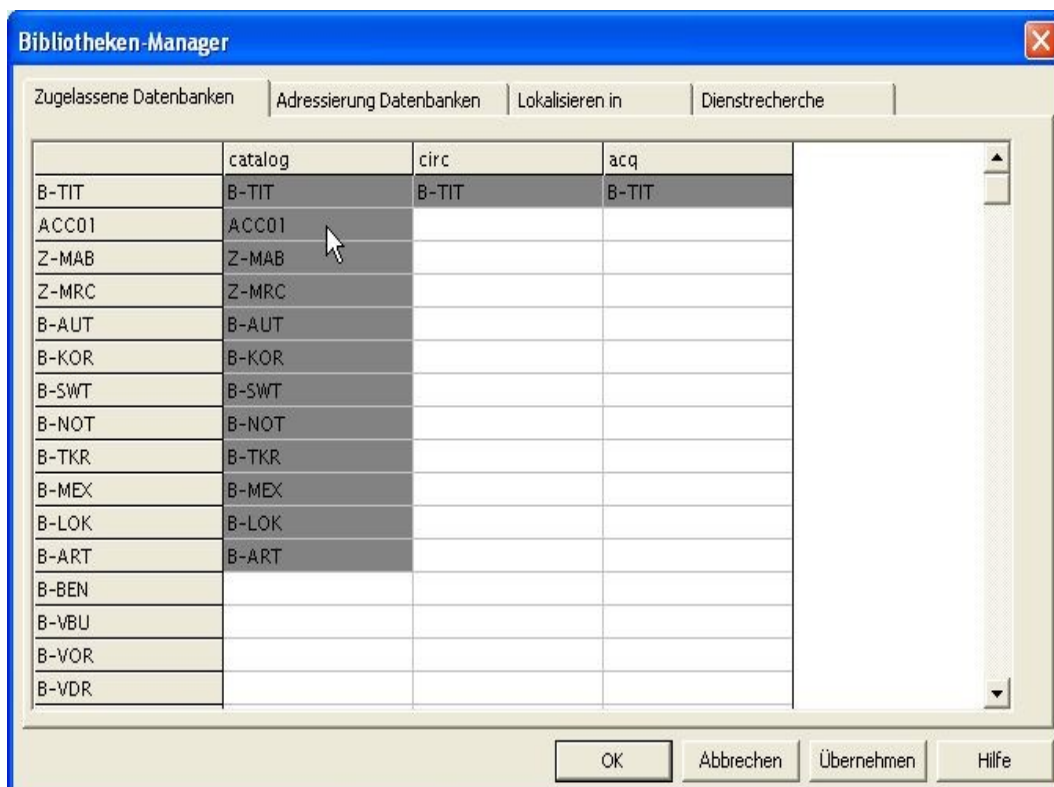 Bibliotheken-Manager
Zugelassene Datenbanken Adressierung Datenbanken Lokalisieren in Dienstrecherche
catalog circ acq
B-TIT B-TIT B-TIT B-TIT
ACC01 ACC01
Z-MAB Z-MAB
Z-MRC Z-MRC
B-AUT B-AUT
B-KOR B-KOR
B-SWT B-SWT
B-NOT B-NOT
B-TKR B-TKR
B-MEX B-MEX
B-LOK B-LOK
B-ART B-ART
B-BEN
B-VBU
B-VOR
B-VDR
OK Abbrechen Übernehmen Hilfe